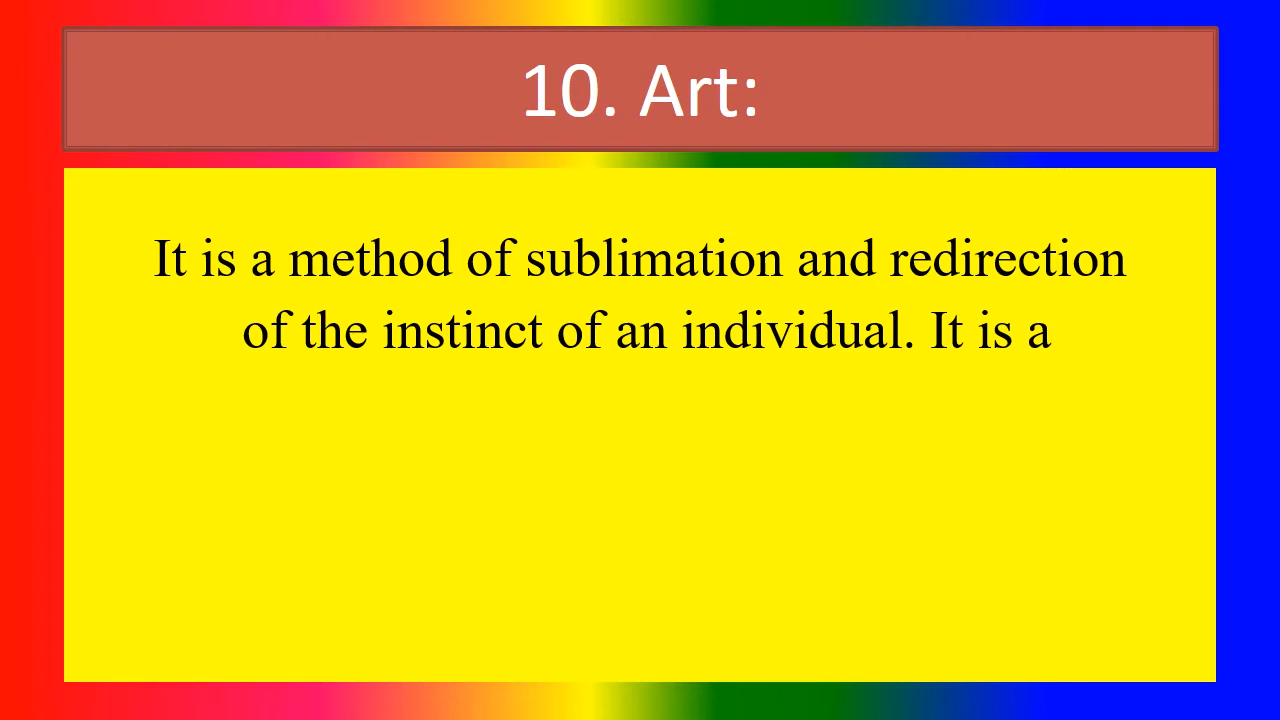 10. Art:
It is a method of sublimation and redirection
of the instinct of an individual. It is a